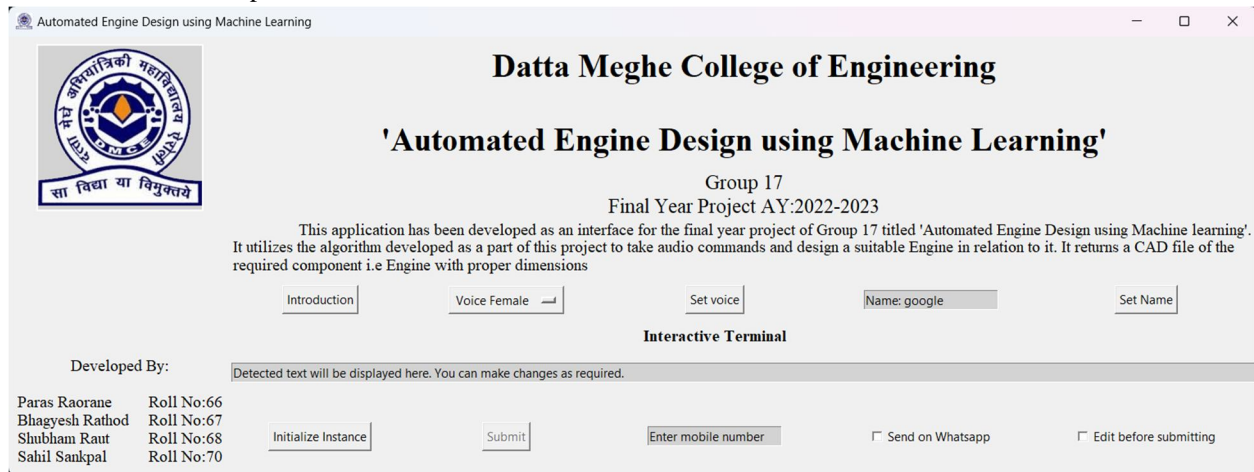 Automated Engine Design using Machine Learning
दत्ता मेघे अभियांत्रिकी महाविद्यालय ऐरोली
DMCE
सा विद्या या विमुक्तये
Datta Meghe College of Engineering
'Automated Engine Design using Machine Learning'
Group 17
Final Year Project AY:2022-2023
This application has been developed as an interface for the final year project of Group 17 titled 'Automated Engine Design using Machine learning'.
It utilizes the algorithm developed as a part of this project to take audio commands and design a suitable Engine in relation to it. It returns a CAD file of the
required component i.e Engine with proper dimensions
Introduction Voice Female Set voice Name: google Set Name
Interactive Terminal
Developed By:
Detected text will be displayed here. You can make changes as required.
Paras Raorane Roll No:66
Bhagyesh Rathod Roll No:67
Shubham Raut Roll No:68
Sahil Sankpal Roll No:70
Initialize Instance Submit Enter mobile number Send on Whatsapp Edit before submitting